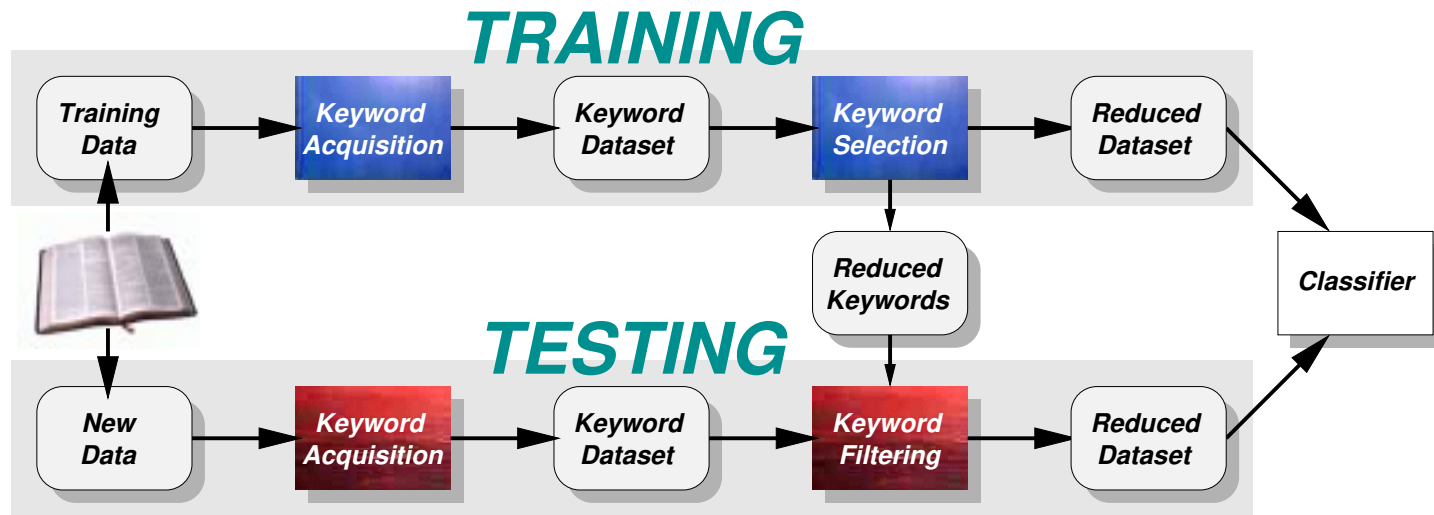 TRAINING
Training
Data
Keyword
Acquisition
Keyword
Dataset
Keyword
Selection
Reduced
Dataset
Reduced
Keywords
Classifier
TESTING
New
Data
Keyword
Acquisition
Keyword
Dataset
Keyword
Filtering
Reduced
Dataset